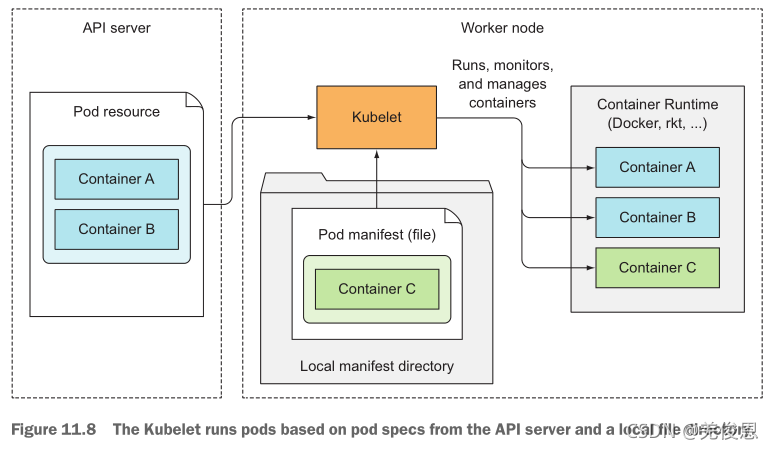 API server
Worker node
Pod resource
Container A
Container B
Kubelet
Runs, monitors,
and manages
containers
Container Runtime
(Docker, rkt, ...)
Container A
Container B
Container C
Pod manifest (file)
Container C
Local manifest directory
Figure 11.8 The Kubelet runs pods based on pod specs from the API server and a local file directory.
CSDN @